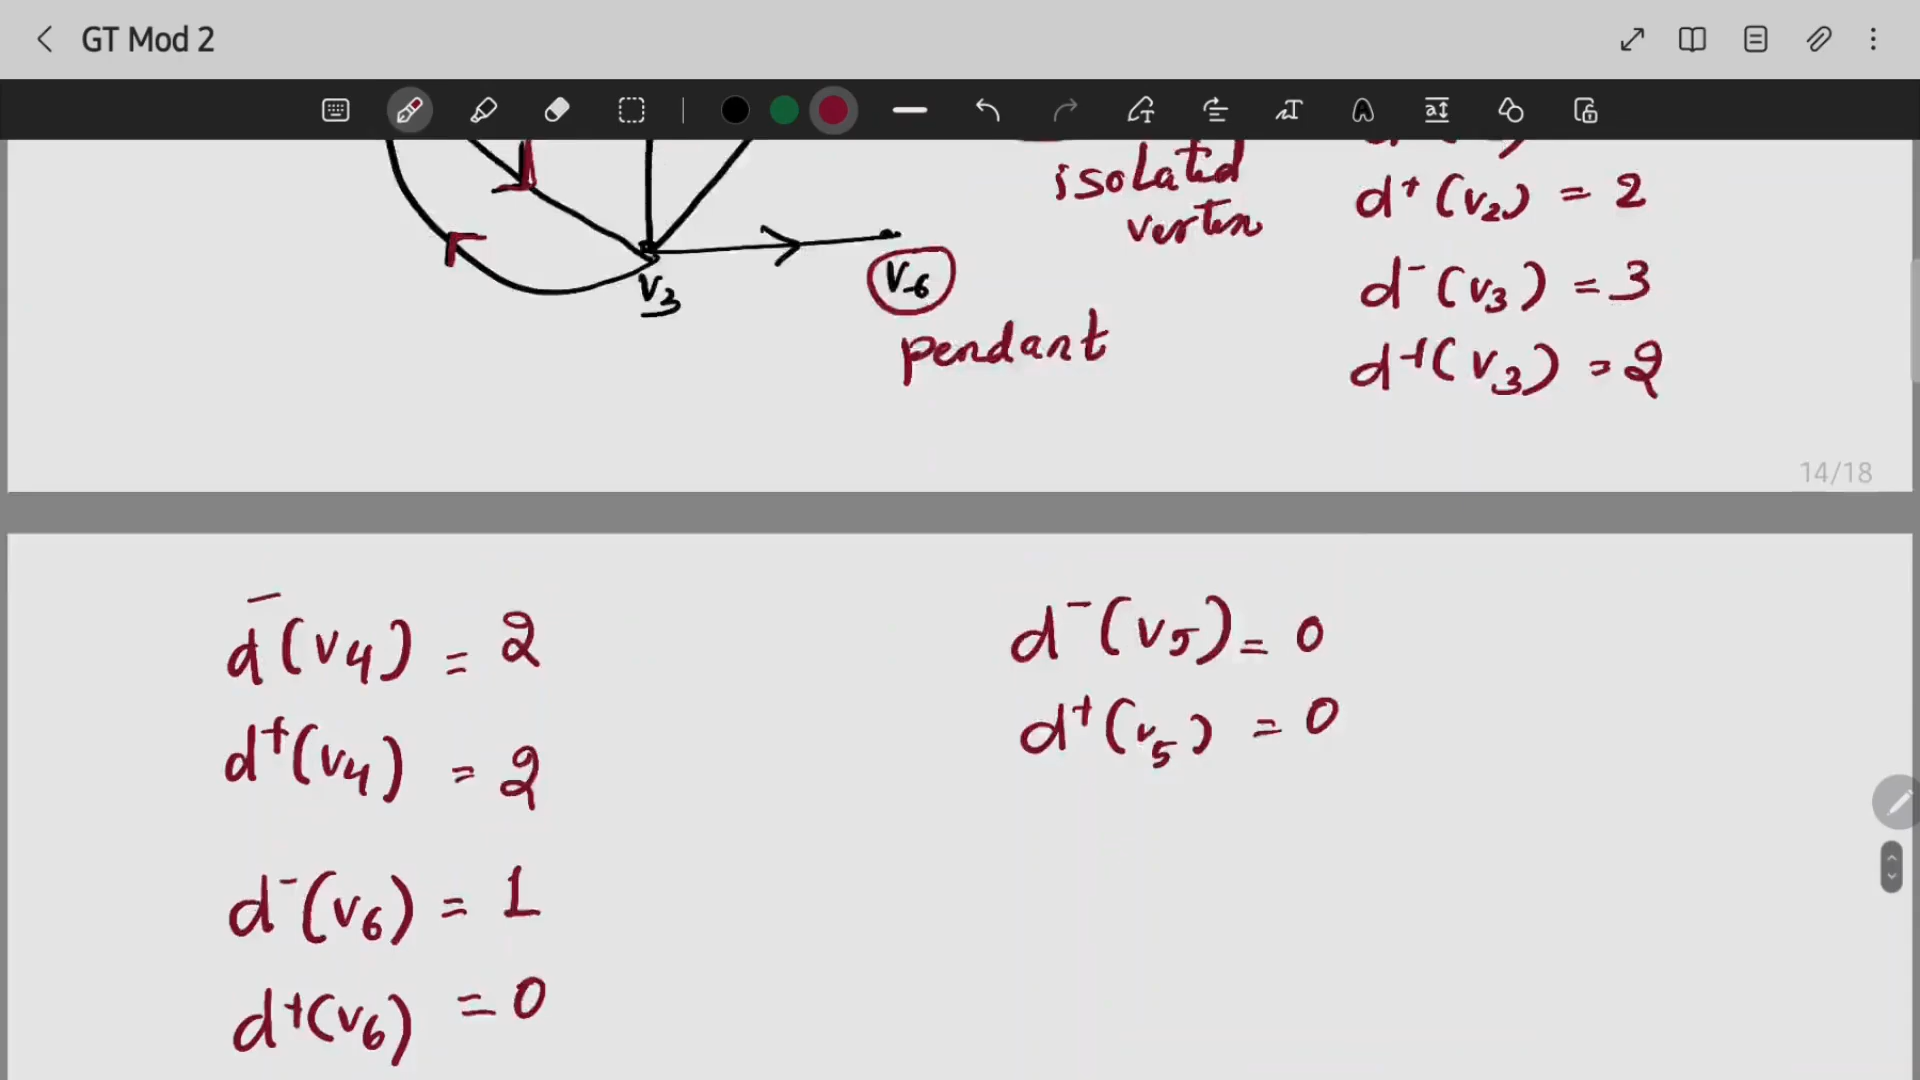 GT Mod 2
isolated
vertex
d⁺(v₂) = 2
d⁻(v₃) = 3
d⁺(v₃) = 2
v₃
v₆
pendant
14/18
d⁻(v₄) = 2
d⁺(v₄) = 2
d⁻(v₆) = 1
d⁺(v₆) = 0
d⁻(v₅) = 0
d⁺(v₅) = 0